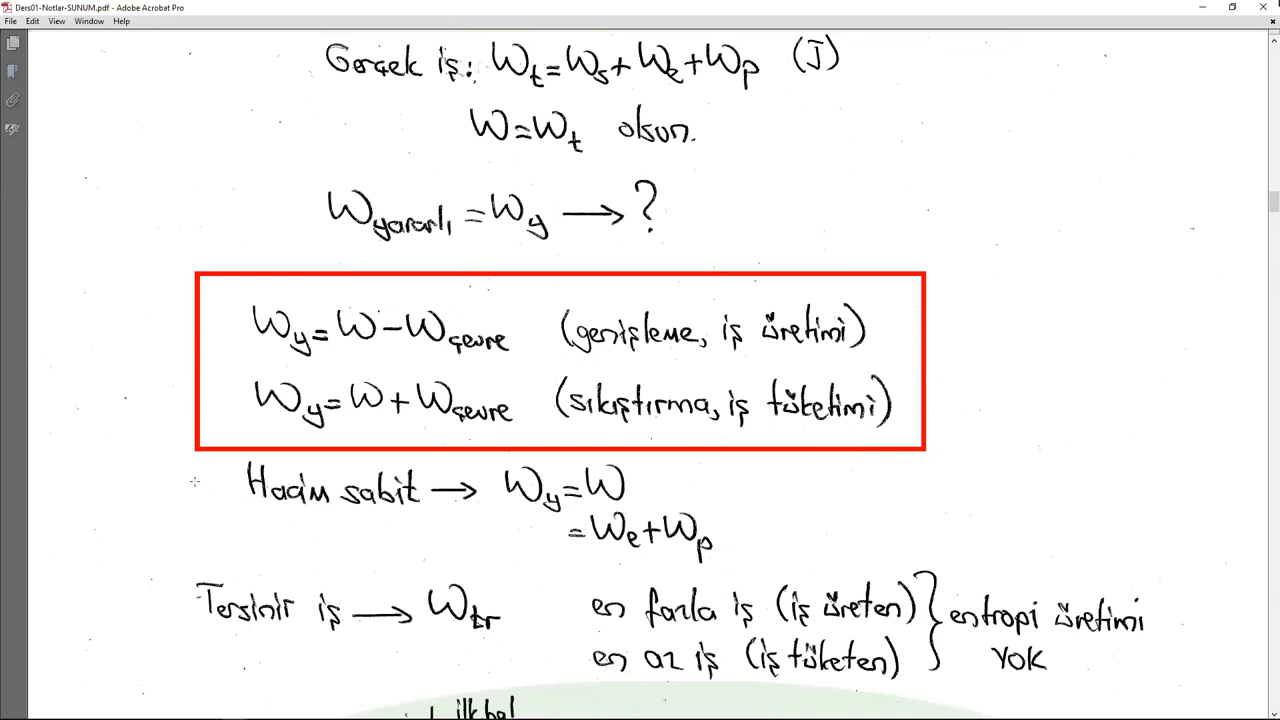 Ders01-Notlar-SUNUM.pdf - Adobe Acrobat Pro
File Edit View Window Help
Gerçek iş: Wt=Ws+We+Wp (J)
W=Wt olsun.
Wyararlı=Wy → ?
Wy=W-Wçevre (genişleme, iş üretimi)
Wy=W+Wçevre (sıkıştırma, iş tüketimi)
Hacim sabit → Wy=W
=We+Wp
Tersinir iş → Wtr en fazla iş (iş üreten) } entropi üretimi
en az iş (iş tüketen) YOK